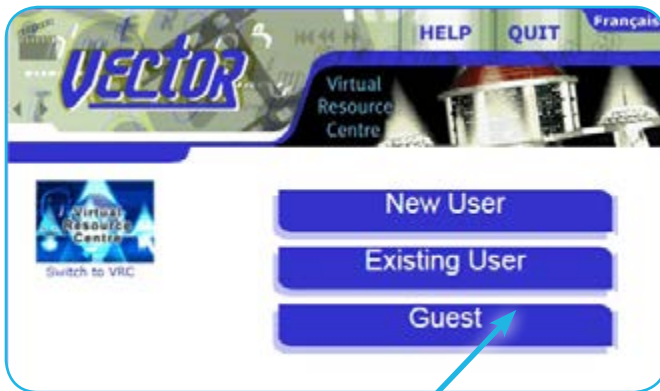 VECTOR
HELP QUIT Français
Virtual
Resource
Centre
Virtual
Resource
Centre
Switch to VRC
New User
Existing User
Guest